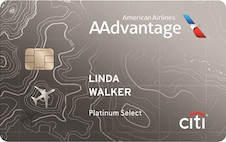 American Airlines
AAdvantage
LINDA
WALKER
Platinum Select
citi